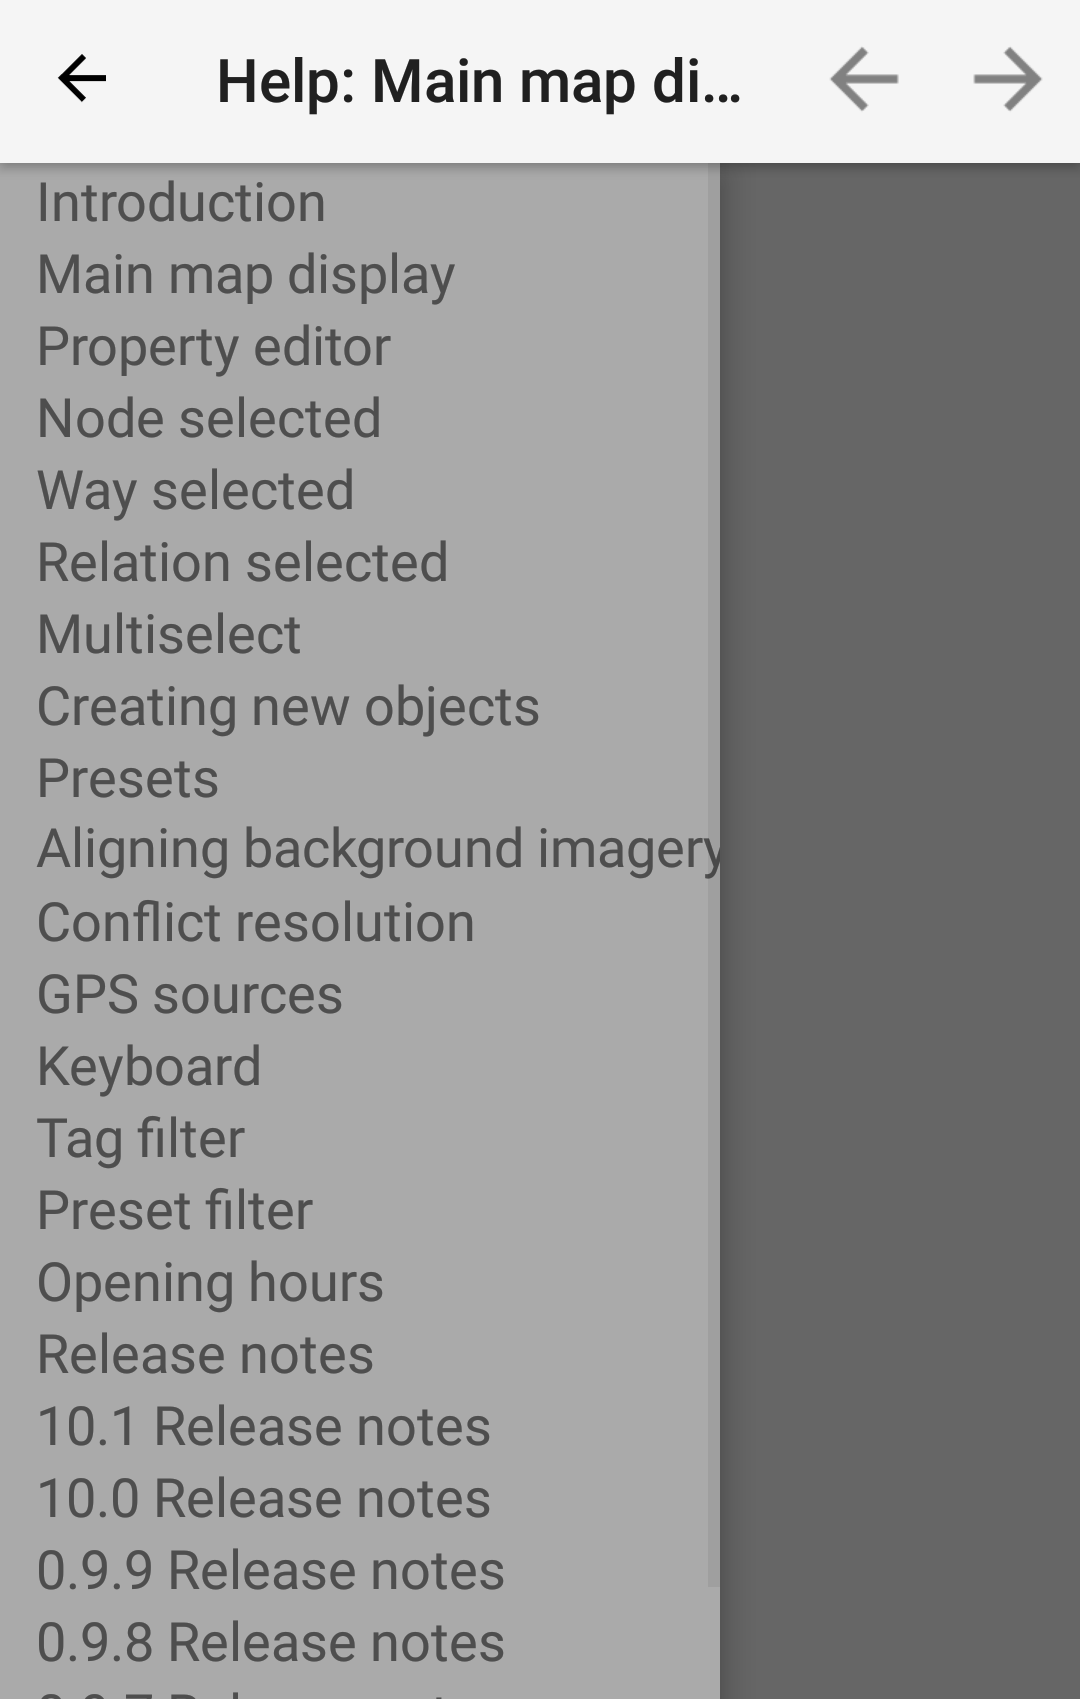 Help: Main map di…
Introduction
Main map display
Property editor
Node selected
Way selected
Relation selected
Multiselect
Creating new objects
Presets
Aligning background imagery
Conflict resolution
GPS sources
Keyboard
Tag filter
Preset filter
Opening hours
Release notes
10.1 Release notes
10.0 Release notes
0.9.9 Release notes
0.9.8 Release notes